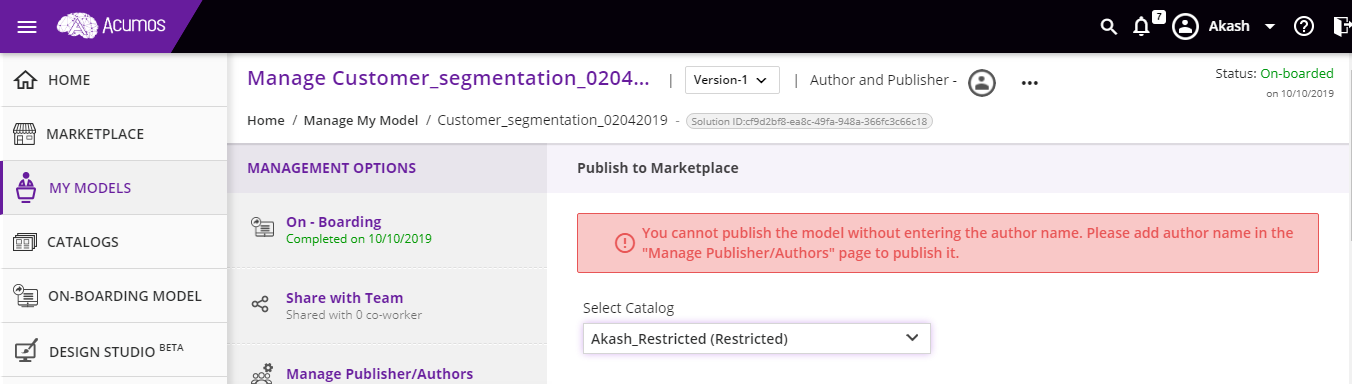 Acumos
7
Akash
HOME
MARKETPLACE
MY MODELS
CATALOGS
ON-BOARDING MODEL
DESIGN STUDIO BETA
Manage Customer_segmentation_0204... | Version-1 | Author and Publisher -
Status: On-boarded
on 10/10/2019
Home / Manage My Model / Customer_segmentation_02042019 - Solution ID:cf9d2bf8-ea8c-49fa-948a-366fc3c66c18
MANAGEMENT OPTIONS
On - Boarding
Completed on 10/10/2019
Share with Team
Shared with 0 co-worker
Manage Publisher/Authors
Publish to Marketplace
You cannot publish the model without entering the author name. Please add author name in the
"Manage Publisher/Authors" page to publish it.
Select Catalog
Akash_Restricted (Restricted)